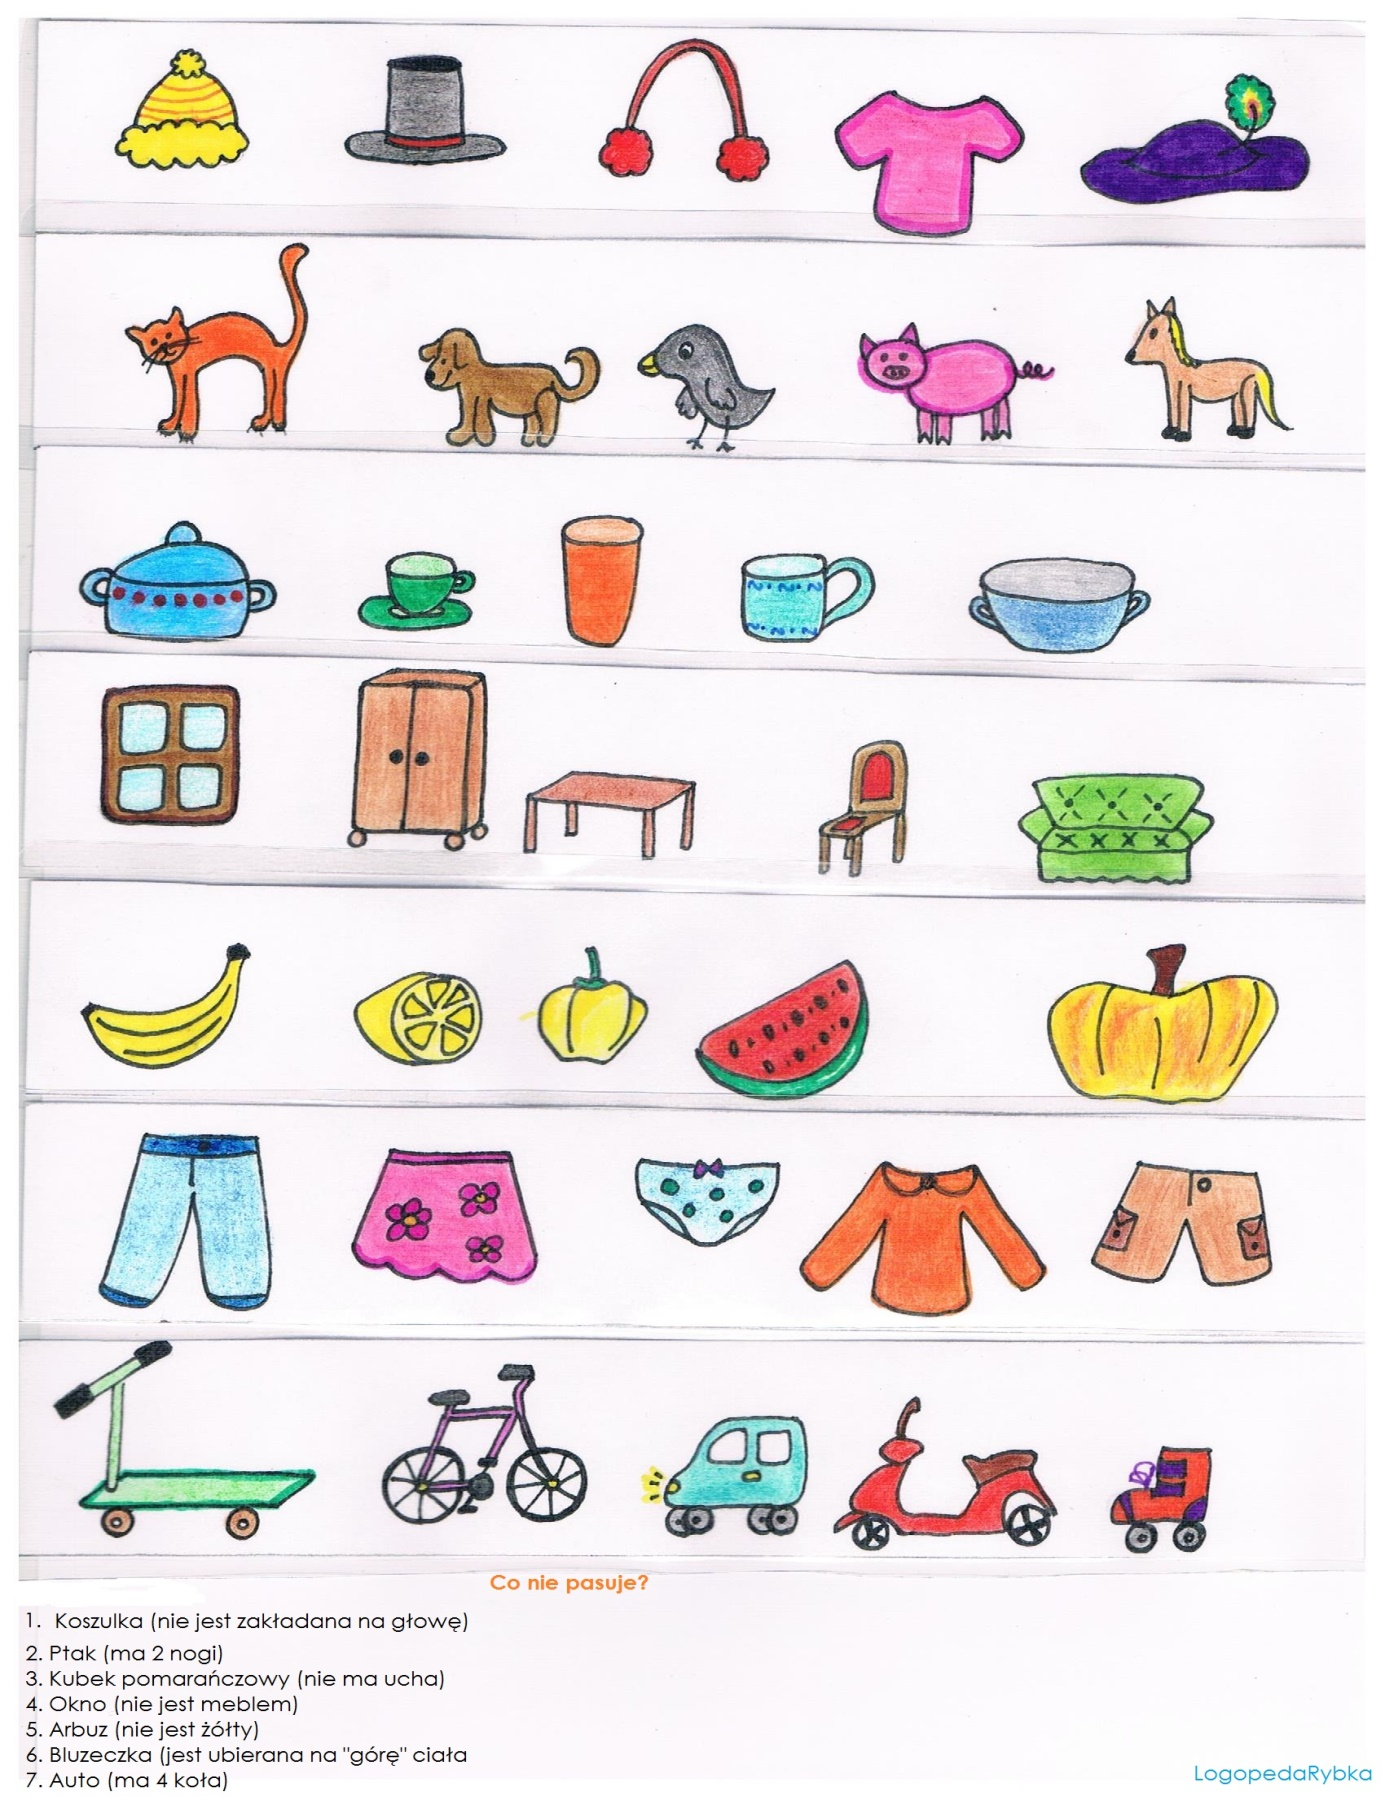 Co nie pasuje?
1. Koszulka (nie jest zakładana na głowę)
2. Ptak (ma 2 nogi)
3. Kubek pomarańczowy (nie ma ucha)
4. Okno (nie jest meblem)
5. Arbuz (nie jest żółty)
6. Bluzeczka (jest ubierana na "górę" ciała
7. Auto (ma 4 koła)
LogopedaRybka